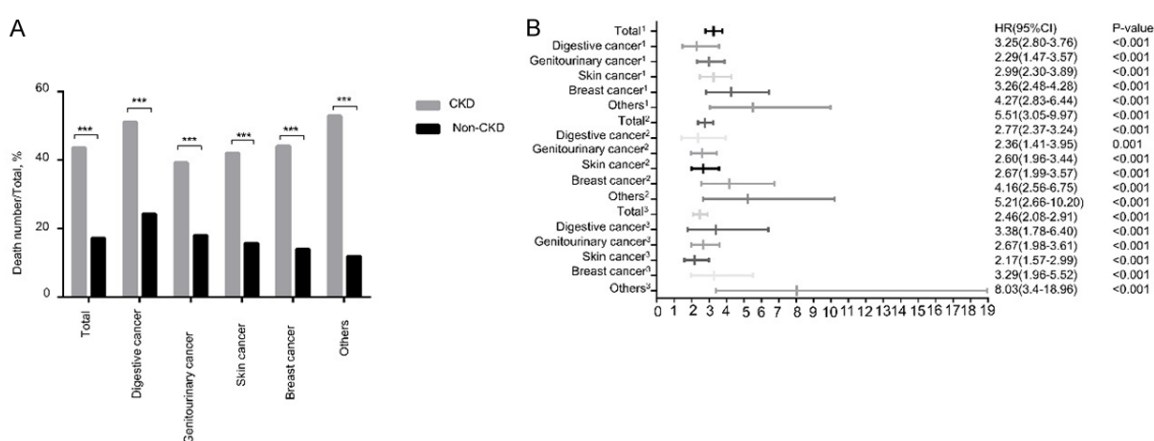 A
Death number/Total, %
60
40
20
0
***
***
***
***
***
***
CKD
Non-CKD
Total
Digestive cancer
Genitourinary cancer
Skin cancer
Breast cancer
Others
B
HR(95%CI) P-value
Total¹ 3.25(2.80-3.76) <0.001
Digestive cancer¹ 2.29(1.47-3.57) <0.001
Genitourinary cancer¹ 2.99(2.30-3.89) <0.001
Skin cancer¹ 3.26(2.48-4.28) <0.001
Breast cancer¹ 4.27(2.83-6.44) <0.001
Others¹ 5.51(3.05-9.97) <0.001
Total² 2.77(2.37-3.24) <0.001
Digestive cancer² 2.36(1.41-3.95) 0.001
Genitourinary cancer² 2.60(1.96-3.44) <0.001
Skin cancer² 2.67(1.99-3.57) <0.001
Breast cancer² 4.16(2.56-6.75) <0.001
Others² 5.21(2.66-10.20) <0.001
Total³ 2.46(2.08-2.91) <0.001
Digestive cancer³ 3.38(1.78-6.40) <0.001
Genitourinary cancer³ 2.67(1.98-3.61) <0.001
Skin cancer³ 2.17(1.57-2.99) <0.001
Breast cancer³ 3.29(1.96-5.52) <0.001
Others³ 8.03(3.4-18.96) <0.001
0 1 2 3 4 5 6 7 8 9 10 11 12 13 14 15 16 17 18 19